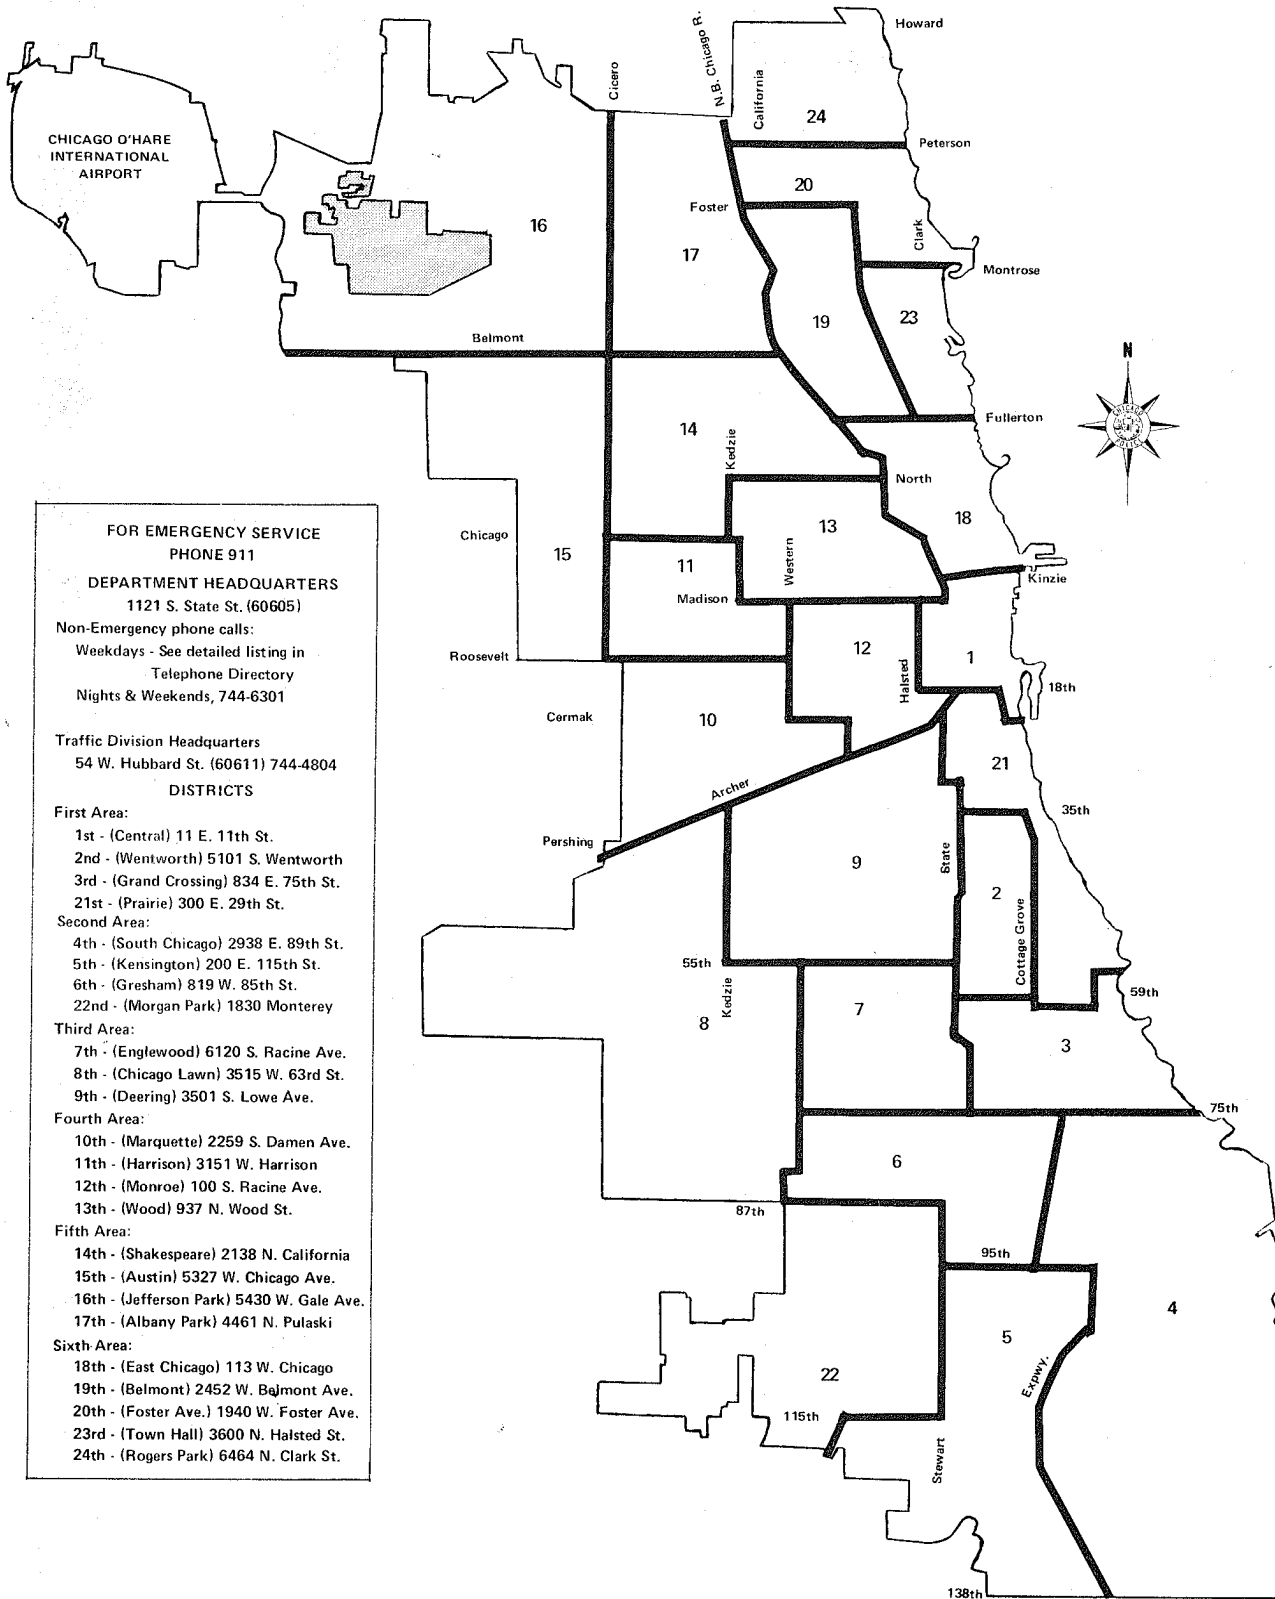 Howard
N.B. Chicago R.
Cicero
California
24
CHICAGO O'HARE
INTERNATIONAL
AIRPORT
Peterson
20
Foster
16
17
Clark
Montrose
19
23
Belmont
N
CHICAGO
POLICE
Fullerton
14
Kedzie
North
18
13
Chicago
15
Western
11
Kinzie
Madison
Roosevelt
12
Halsted
1
18th
Cermak
10
21
Archer
35th
Pershing
9
State
2
Cottage Grove
55th
59th
Kedzie
7
8
3
75th
6
87th
95th
4
5
Expwy.
22
115th
Stewart
138th
FOR EMERGENCY SERVICE
PHONE 911
DEPARTMENT HEADQUARTERS
1121 S. State St. (60605)
Non-Emergency phone calls:
Weekdays - See detailed listing in
Telephone Directory
Nights & Weekends, 744-6301
Traffic Division Headquarters
54 W. Hubbard St. (60611) 744-4804
DISTRICTS
First Area:
1st - (Central) 11 E. 11th St.
2nd - (Wentworth) 5101 S. Wentworth
3rd - (Grand Crossing) 834 E. 75th St.
21st - (Prairie) 300 E. 29th St.
Second Area:
4th - (South Chicago) 2938 E. 89th St.
5th - (Kensington) 200 E. 115th St.
6th - (Gresham) 819 W. 85th St.
22nd - (Morgan Park) 1830 Monterey
Third Area:
7th - (Englewood) 6120 S. Racine Ave.
8th - (Chicago Lawn) 3515 W. 63rd St.
9th - (Deering) 3501 S. Lowe Ave.
Fourth Area:
10th - (Marquette) 2259 S. Damen Ave.
11th - (Harrison) 3151 W. Harrison
12th - (Monroe) 100 S. Racine Ave.
13th - (Wood) 937 N. Wood St.
Fifth Area:
14th - (Shakespeare) 2138 N. California
15th - (Austin) 5327 W. Chicago Ave.
16th - (Jefferson Park) 5430 W. Gale Ave.
17th - (Albany Park) 4461 N. Pulaski
Sixth Area:
18th - (East Chicago) 113 W. Chicago
19th - (Belmont) 2452 W. Belmont Ave.
20th - (Foster Ave.) 1940 W. Foster Ave.
23rd - (Town Hall) 3600 N. Halsted St.
24th - (Rogers Park) 6464 N. Clark St.